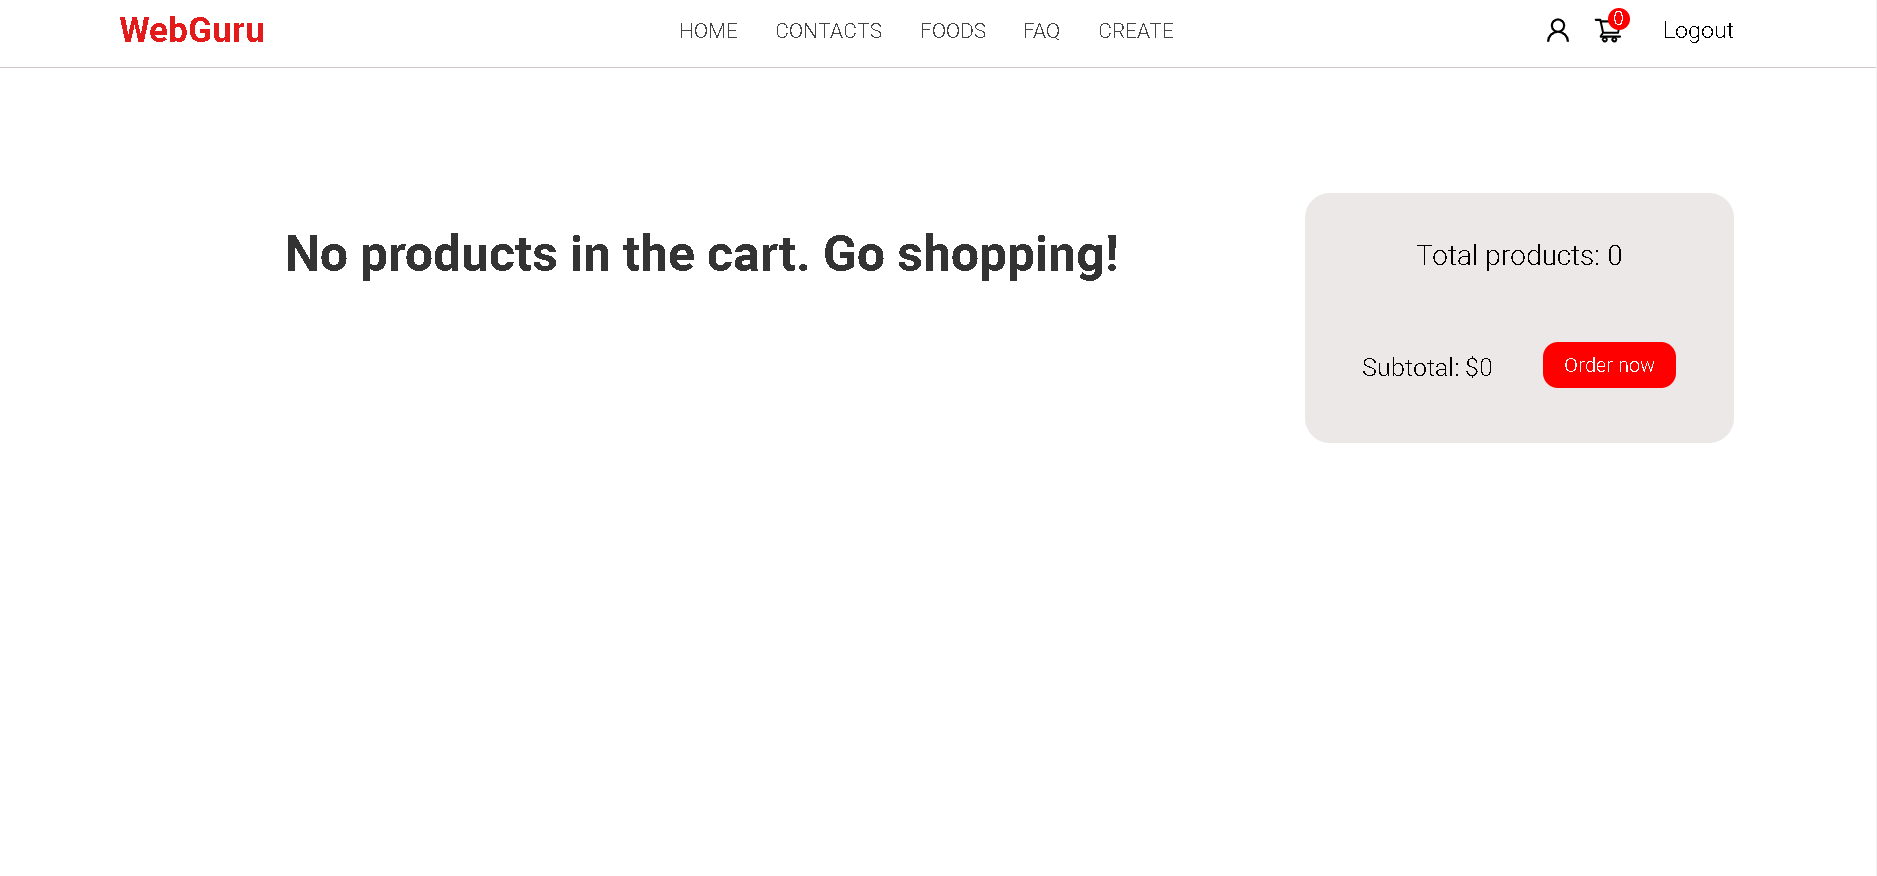 WebGuru
HOME CONTACTS FOODS FAQ CREATE
0
Logout
No products in the cart. Go shopping!
Total products: 0
Subtotal: $0
Order now